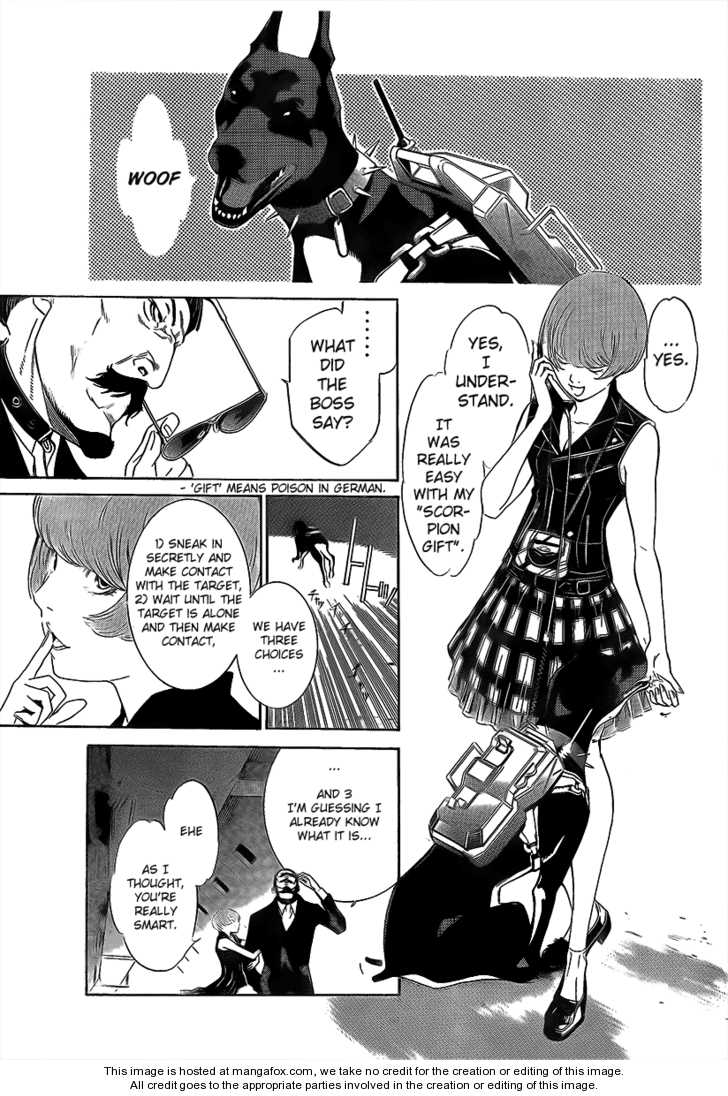 WOOF
...
YES.
YES,
I
UNDER-
STAND.
IT
WAS
REALLY
EASY
WITH MY
"SCOR-
PION
GIFT".
......
WHAT
DID
THE
BOSS
SAY?
- 'GIFT' MEANS POISON IN GERMAN.
WE HAVE
THREE
CHOICES
...
1) SNEAK IN
SECRETLY AND
MAKE CONTACT
WITH THE TARGET,
2) WAIT UNTIL THE
TARGET IS ALONE
AND THEN MAKE
CONTACT,
...
AND 3
I'M GUESSING I
ALREADY KNOW
WHAT IT IS...
EHE
AS I
THOUGHT,
YOU'RE
REALLY
SMART.
This image is hosted at mangafox.com, we take no credit for the creation or editing of this image.
All credit goes to the appropriate parties involved in the creation or editing of this image.